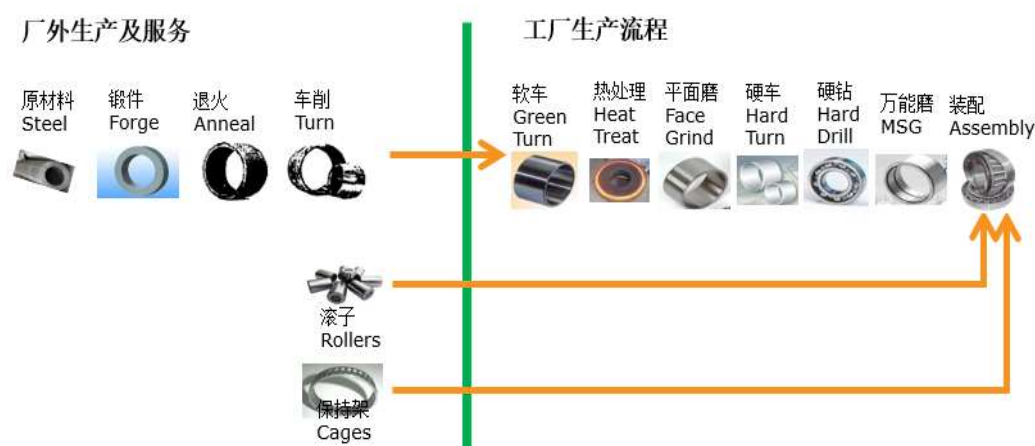 厂外生产及服务
工厂生产流程
原材料
Steel
锻件
Forge
退火
Anneal
车削
Turn
软车
Green
Turn
热处理
Heat
Treat
平面磨
Face
Grind
硬车
Hard
Turn
硬钻
Hard
Drill
万能磨
MSG
装配
Assembly
滚子
Rollers
保持架
Cages